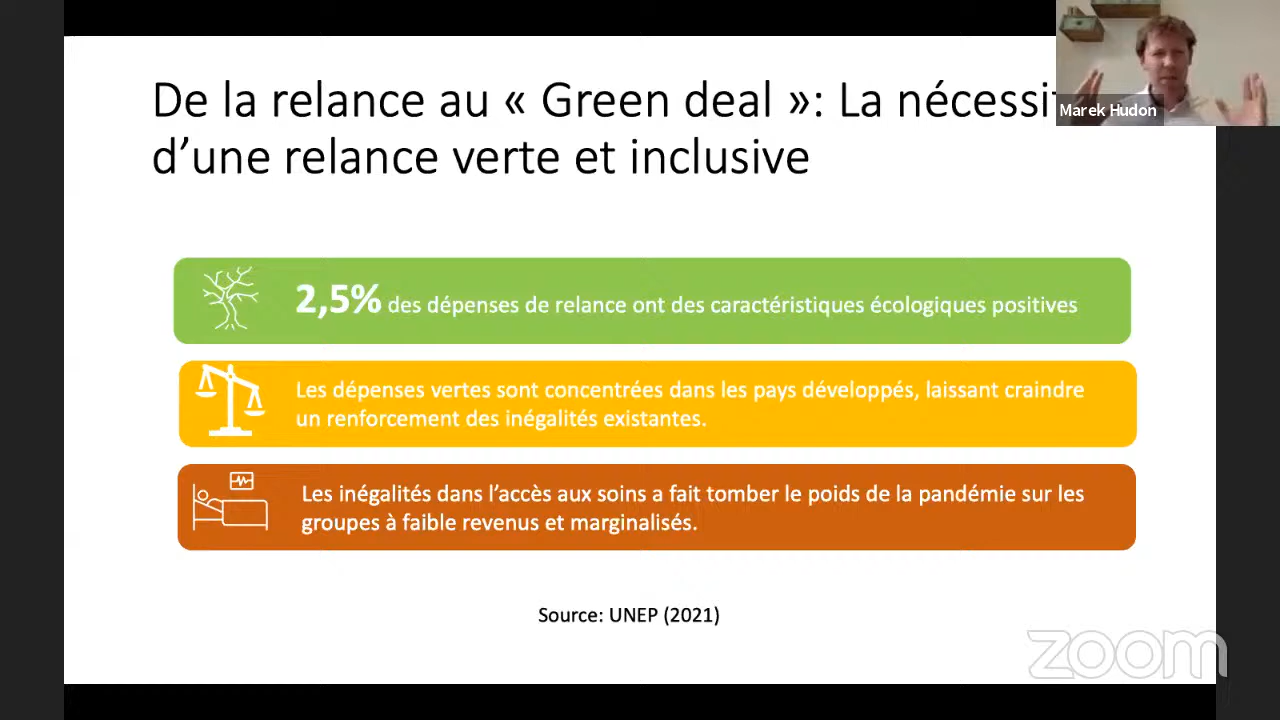 De la relance au « Green deal »: La nécessi
d’une relance verte et inclusive
Marek Hudon
2,5% des dépenses de relance ont des caractéristiques écologiques positives
Les dépenses vertes sont concentrées dans les pays développés, laissant craindre
un renforcement des inégalités existantes.
Les inégalités dans l’accès aux soins a fait tomber le poids de la pandémie sur les
groupes à faible revenus et marginalisés.
Source: UNEP (2021)
zoom